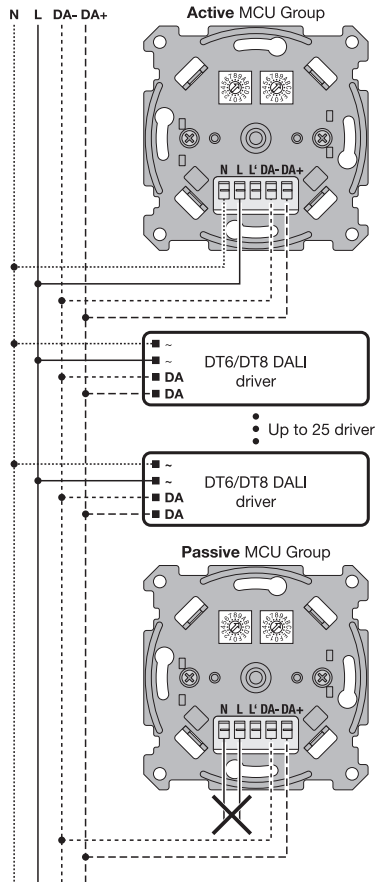 N L DA- DA+
Active MCU Group
N L L' DA- DA+
~
~
DA
DA
DT6/DT8 DALI
driver
Up to 25 driver
~
~
DA
DA
DT6/DT8 DALI
driver
Passive MCU Group
N L L' DA- DA+